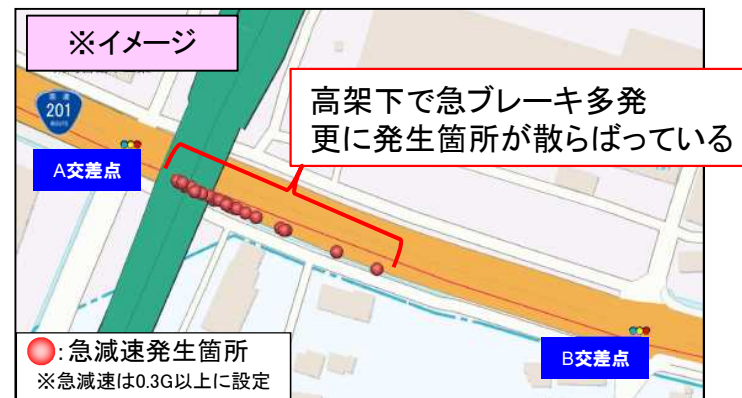 ※イメージ
高架下で急ブレーキ多発
更に発生箇所が散らばっている
国道
201
ROUTE
A交差点
B交差点
:急減速発生箇所
※急減速は0.3G以上に設定